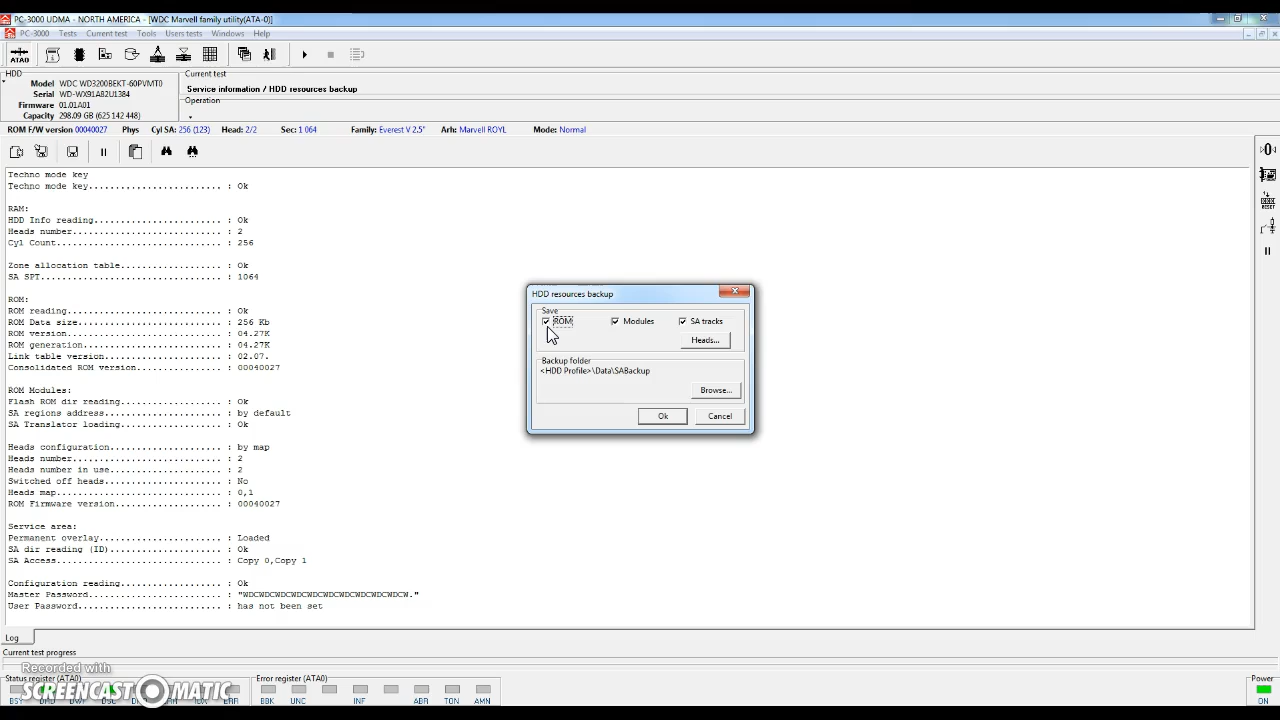 PC-3000 UDMA - NORTH AMERICA - [WDC Marvell family utility(ATA-0)]
PC-3000 Tests Current test Tools Users tests Windows Help
ATA0
HDD
Model WDC WD3200BEKT-60PVMT0
Serial WD-WX91A82U1384
Firmware 01.01A01
Capacity 298.09 GB (625 142 448)
Current test
Service information / HDD resources backup
Operation
ROM F/W version 00040027 Phys Cyl SA: 256 (123) Head: 2/2 Sec: 1 064 Family: Everest V 2.5" Arh: Marvell ROYL Mode: Normal
Techno mode key
Techno mode key........................ : Ok
RAM:
HDD Info reading....................... : Ok
Heads number........................... : 2
Cyl Count.............................. : 256
Zone allocation table.................. : Ok
SA SPT................................. : 1064
ROM:
ROM reading............................ : Ok
ROM Data size.......................... : 256 Kb
ROM version............................ : 04.27K
ROM generation......................... : 04.27K
Link table version..................... : 02.07.
Consolidated ROM version............... : 00040027
ROM Modules:
Flash ROM dir reading.................. : Ok
SA regions address..................... : by default
SA Translator loading.................. : Ok
Heads configuration.................... : by map
Heads number........................... : 2
Heads number in use.................... : 2
Switched off heads..................... : No
Heads map.............................. : 0,1
ROM Firmware version................... : 00040027
Service area:
Permanent overlay...................... : Loaded
SA dir reading (ID).................... : Ok
SA Access.............................. : Copy 0,Copy 1
Configuration reading.................. : Ok
Master Password........................ : "WDCWDCWDCWDCWDCWDCWDCWDCWDCWDCW."
User Password.......................... : has not been set
HDD resources backup
Save
ROM Modules SA tracks
Heads...
Backup folder
<HDD Profile>\Data\SABackup
Browse...
Ok Cancel
RESET
Log
Current test progress
Recorded with
SCREENCAST MATIC
Status register (ATA0) Error register (ATA0) Power
BSY ERR BBK UNC INF ABR TON AMN ON